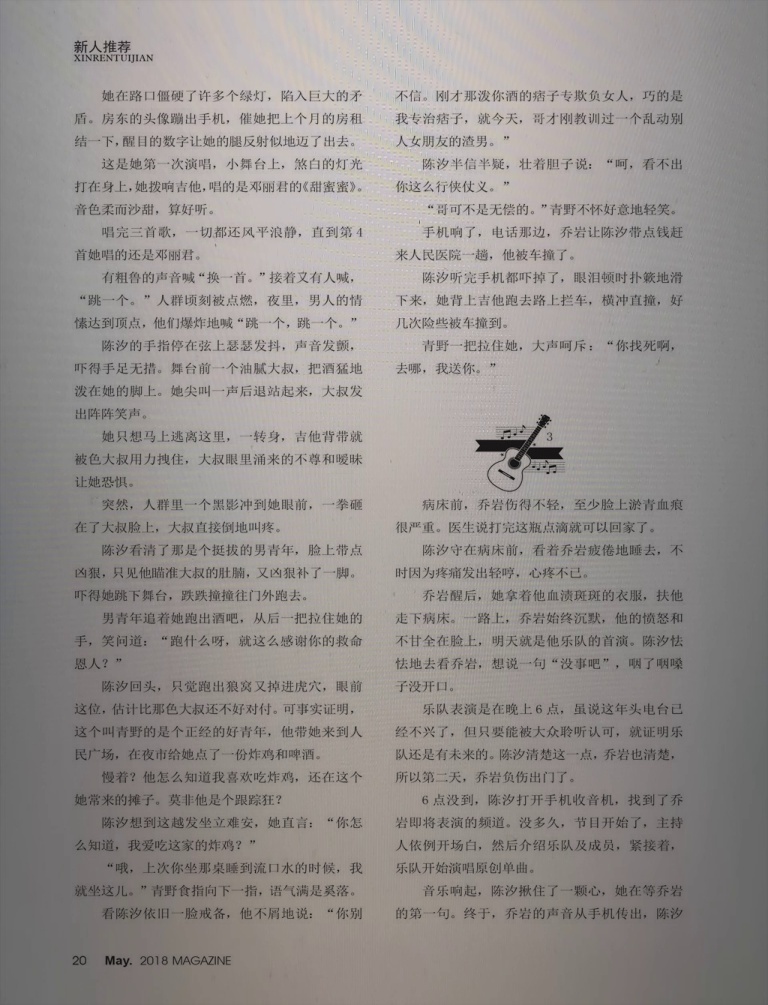 新人推荐
XINRENTUIJIAN
她在路口僵硬了许多个绿灯，陷入巨大的矛
盾。房东的头像蹦出手机，催她把上个月的房租
结一下，醒目的数字让她的腿反射似地迈了出去。
这是她第一次演唱，小舞台上，煞白的灯光
打在身上，她拨响吉他，唱的是邓丽君的《甜蜜蜜》。
音色柔而沙甜，算好听。
唱完三首歌，一切都还风平浪静，直到第4
首她唱的还是邓丽君。
有粗鲁的声音喊“换一首。”接着又有人喊，
“跳一个。”人群顷刻被点燃，夜里，男人的情
愫达到顶点，他们爆炸地喊“跳一个，跳一个。”
陈汐的手指停在弦上瑟瑟发抖，声音发颤，
吓得手足无措。舞台前一个油腻大叔，把酒猛地
泼在她的脚上。她尖叫一声后退站起来，大叔发
出阵阵笑声。
她只想马上逃离这里，一转身，吉他背带就
被色大叔用力拽住，大叔眼里涌来的不尊和暧昧
让她恐惧。
突然，人群里一个黑影冲到她眼前，一拳砸
在了大叔脸上，大叔直接倒地叫疼。
陈汐看清了那是个挺拔的男青年，脸上带点
凶狠，只见他瞄准大叔的肚腩，又凶狠补了一脚。
吓得她跳下舞台，跌跌撞撞往门外跑去。
男青年追着她跑出酒吧，从后一把拉住她的
手，笑问道：“跑什么呀，就这么感谢你的救命
恩人？”
陈汐回头，只觉跑出狼窝又掉进虎穴，眼前
这位，估计比那色大叔还不好对付。可事实证明，
这个叫青野的是个正经的好青年，他带她来到人
民广场，在夜市给她点了一份炸鸡和啤酒。
慢着？他怎么知道我喜欢吃炸鸡，还在这个
她常来的摊子。莫非他是个跟踪狂？
陈汐想到这越发坐立难安，她直言：“你怎
么知道，我爱吃这家的炸鸡？”
“哦，上次你坐那桌睡到流口水的时候，我
就坐这儿。”青野食指向下一指，语气满是奚落。
看陈汐依旧一脸戒备，他不屑地说：“你别
不信。刚才那泼你酒的痞子专欺负女人，巧的是
我专治痞子，就今天，哥才刚教训过一个乱动别
人女朋友的渣男。”
陈汐半信半疑，壮着胆子说：“呵，看不出
你这么行侠仗义。”
“哥可不是无偿的。”青野不怀好意地轻笑。
手机响了，电话那边，乔岩让陈汐带点钱赶
来人民医院一趟，他被车撞了。
陈汐听完手机都吓掉了，眼泪顿时扑簌地滑
下来，她背上吉他跑去路上拦车，横冲直撞，好
几次险些被车撞到。
青野一把拉住她，大声呵斥：“你找死啊，
去哪，我送你。”
3
病床前，乔岩伤得不轻，至少脸上淤青血痕
很严重。医生说打完这瓶点滴就可以回家了。
陈汐守在病床前，看着乔岩疲倦地睡去，不
时因为疼痛发出轻哼，心疼不已。
乔岩醒后，她拿着他血渍斑斑的衣服，扶他
走下病床。一路上，乔岩始终沉默，他的愤怒和
不甘全在脸上，明天就是他乐队的首演。陈汐怯
怯地去看乔岩，想说一句“没事吧”，咽了咽嗓
子没开口。
乐队表演是在晚上6点，虽说这年头电台已
经不兴了，但只要能被大众聆听认可，就证明乐
队还是有未来的。陈汐清楚这一点，乔岩也清楚，
所以第二天，乔岩负伤出门了。
6点没到，陈汐打开手机收音机，找到了乔
岩即将表演的频道。没多久，节目开始了，主持
人依例开场白，然后介绍乐队及成员，紧接着，
乐队开始演唱原创单曲。
音乐响起，陈汐揪住了一颗心，她在等乔岩
的第一句。终于，乔岩的声音从手机传出，陈汐
20 May. 2018 MAGAZINE